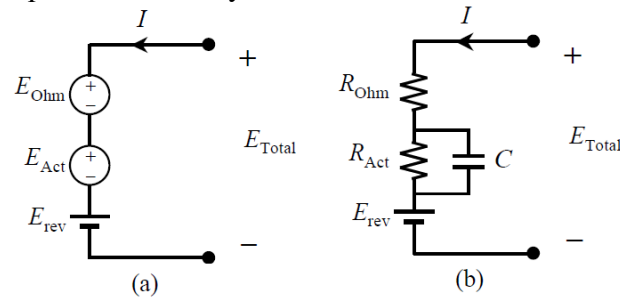 I
+
E_Ohm
+
−
E_Act
+
−
E_Total
E_rev
−
(a)
I
+
R_Ohm
R_Act
C
E_Total
E_rev
−
(b)